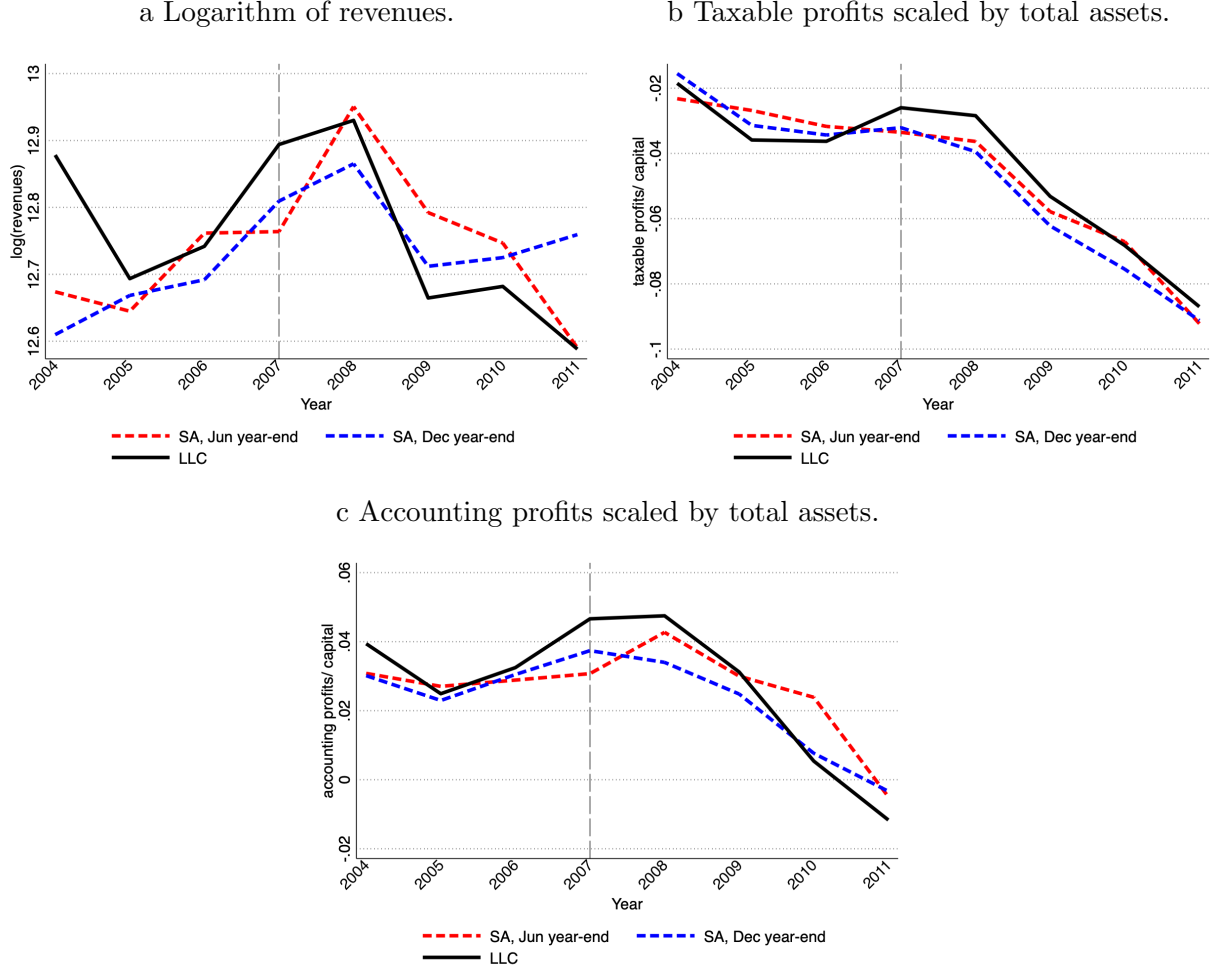 a Logarithm of revenues.
13
12.9
12.8
12.7
12.6
log(revenues)
2004
2005
2006
2007
2008
2009
2010
2011
Year
SA, Jun year-end
SA, Dec year-end
LLC
b Taxable profits scaled by total assets.
-.02
-.04
-.06
-.08
-.1
taxable profits/ capital
2004
2005
2006
2007
2008
2009
2010
2011
Year
SA, Jun year-end
SA, Dec year-end
LLC
c Accounting profits scaled by total assets.
.06
.04
.02
0
-.02
accounting profits/ capital
2004
2005
2006
2007
2008
2009
2010
2011
Year
SA, Jun year-end
SA, Dec year-end
LLC